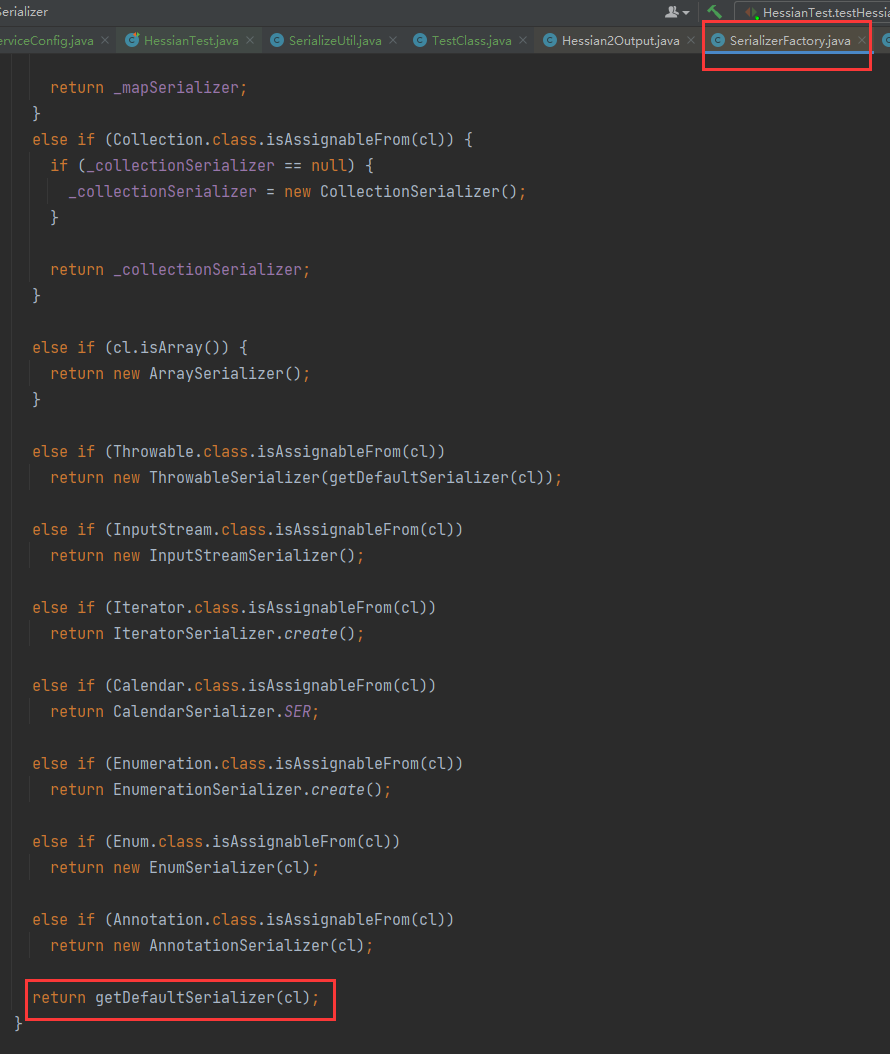 Serializer
HessianTest.testHessia
erviceConfig.java
HessianTest.java
SerializeUtil.java
TestClass.java
Hessian2Output.java
SerializerFactory.java
return _mapSerializer;
}
else if (Collection.class.isAssignableFrom(cl)) {
if (_collectionSerializer == null) {
_collectionSerializer = new CollectionSerializer();
}
return _collectionSerializer;
}
else if (cl.isArray()) {
return new ArraySerializer();
}
else if (Throwable.class.isAssignableFrom(cl))
return new ThrowableSerializer(getDefaultSerializer(cl));
else if (InputStream.class.isAssignableFrom(cl))
return new InputStreamSerializer();
else if (Iterator.class.isAssignableFrom(cl))
return IteratorSerializer.create();
else if (Calendar.class.isAssignableFrom(cl))
return CalendarSerializer.SER;
else if (Enumeration.class.isAssignableFrom(cl))
return EnumerationSerializer.create();
else if (Enum.class.isAssignableFrom(cl))
return new EnumSerializer(cl);
else if (Annotation.class.isAssignableFrom(cl))
return new AnnotationSerializer(cl);
return getDefaultSerializer(cl);
}